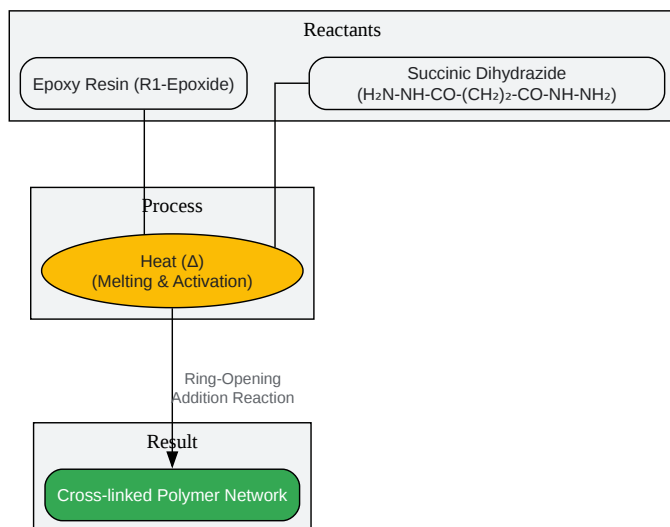 Reactants
Epoxy Resin (R1-Epoxide)
Succinic Dihydrazide
(H₂N-NH-CO-(CH₂)₂-CO-NH-NH₂)
Process
Heat (Δ)
(Melting & Activation)
Ring-Opening
Addition Reaction
Result
Cross-linked Polymer Network